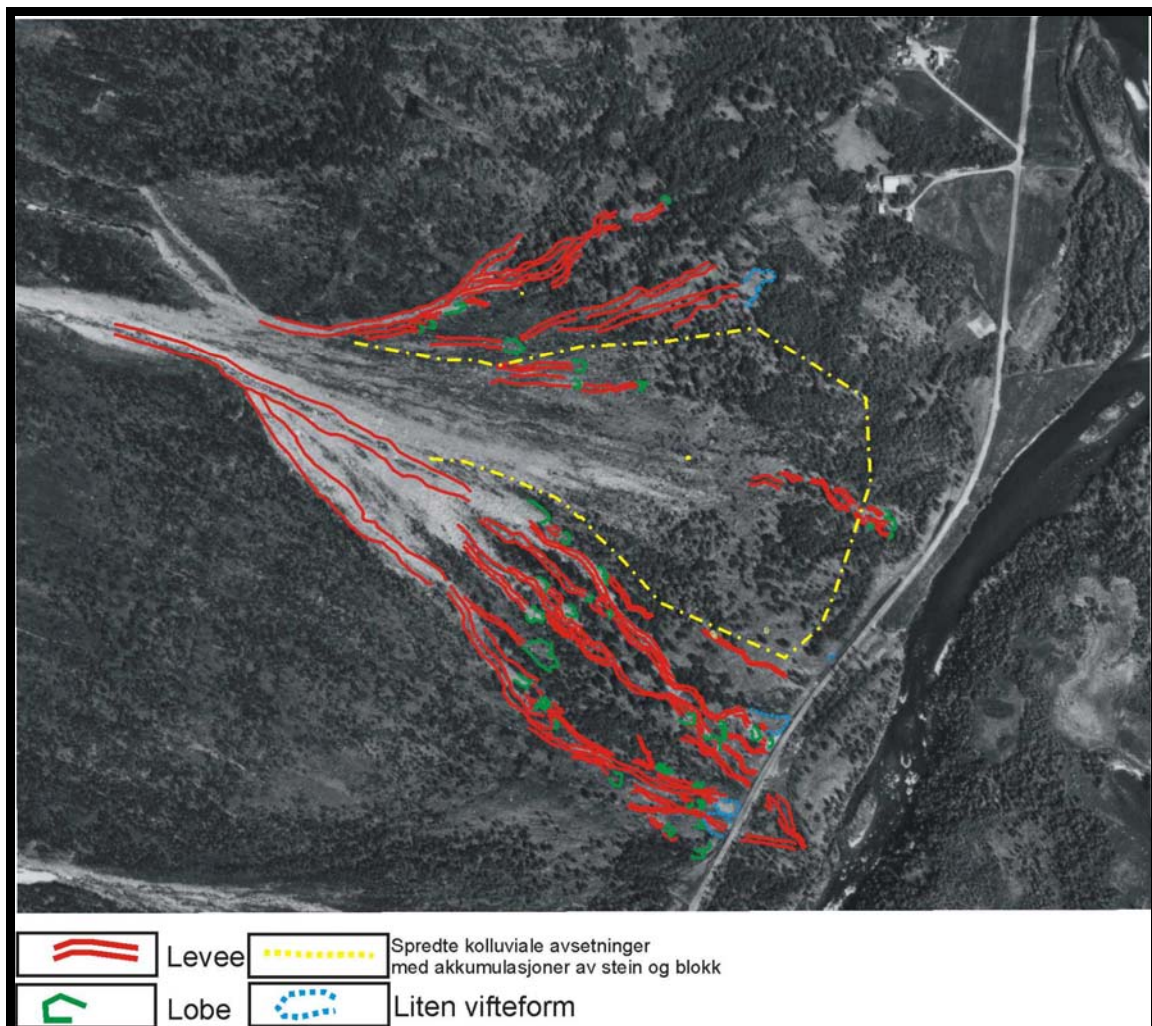 Levee
Spredte kolluviale avsetninger
med akkumulasjoner av stein og blokk
Lobe
Liten vifteform